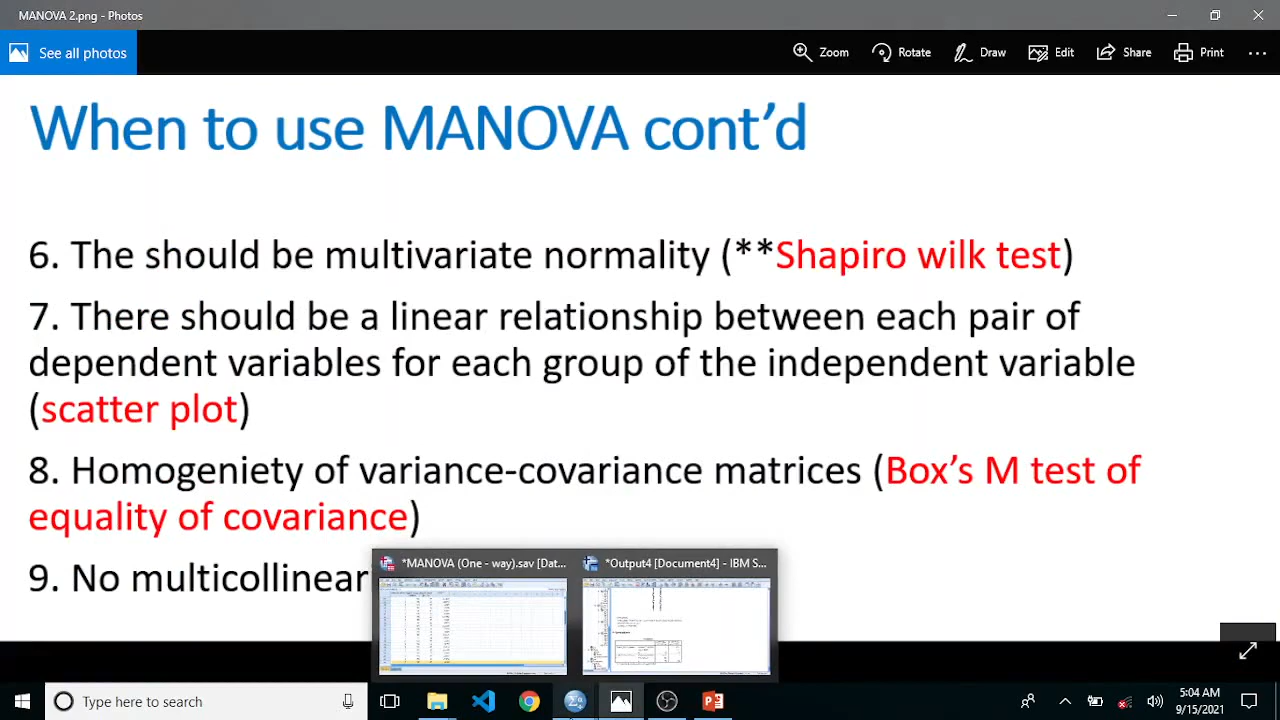 MANOVA 2.png - Photos
See all photos
Zoom
Rotate
Draw
Edit
Share
Print
When to use MANOVA cont’d
6. The should be multivariate normality (**Shapiro wilk test)
7. There should be a linear relationship between each pair of
dependent variables for each group of the independent variable
(scatter plot)
8. Homogeniety of variance-covariance matrices (Box’s M test of
equality of covariance)
9. No multicollinear
*MANOVA (One - way).sav [Dat...
*Output4 [Document4] - IBM S...
Type here to search
5:04 AM
9/15/2021